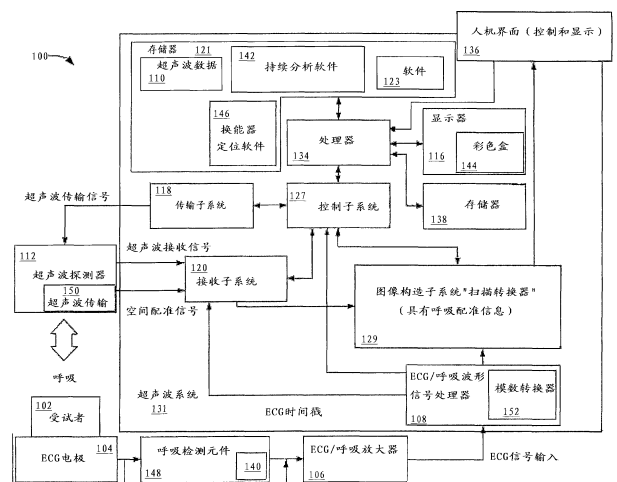 100
存储器 121
超声波数据
110
142
持续分析软件
软件
123
人机界面(控制和显示)
136
146
换能器
定位软件
处理器
134
显示器
116
彩色盒
144
存储器
138
超声波传输信号
118
传输子系统
127
控制子系统
超声波接收信号
112
超声波探测器
150
超声波传输
120
接收子系统
空间配准信号
图像构造子系统"扫描转换器"
(具有呼吸配准信息)
129
呼吸
超声波系统
131
ECG时间戳
ECG/呼吸波形
信号处理器
108
模数转换器
152
102
受试者
ECG电极
104
呼吸检测元件
148
140
ECG/呼吸放大器
106
ECG信号输入